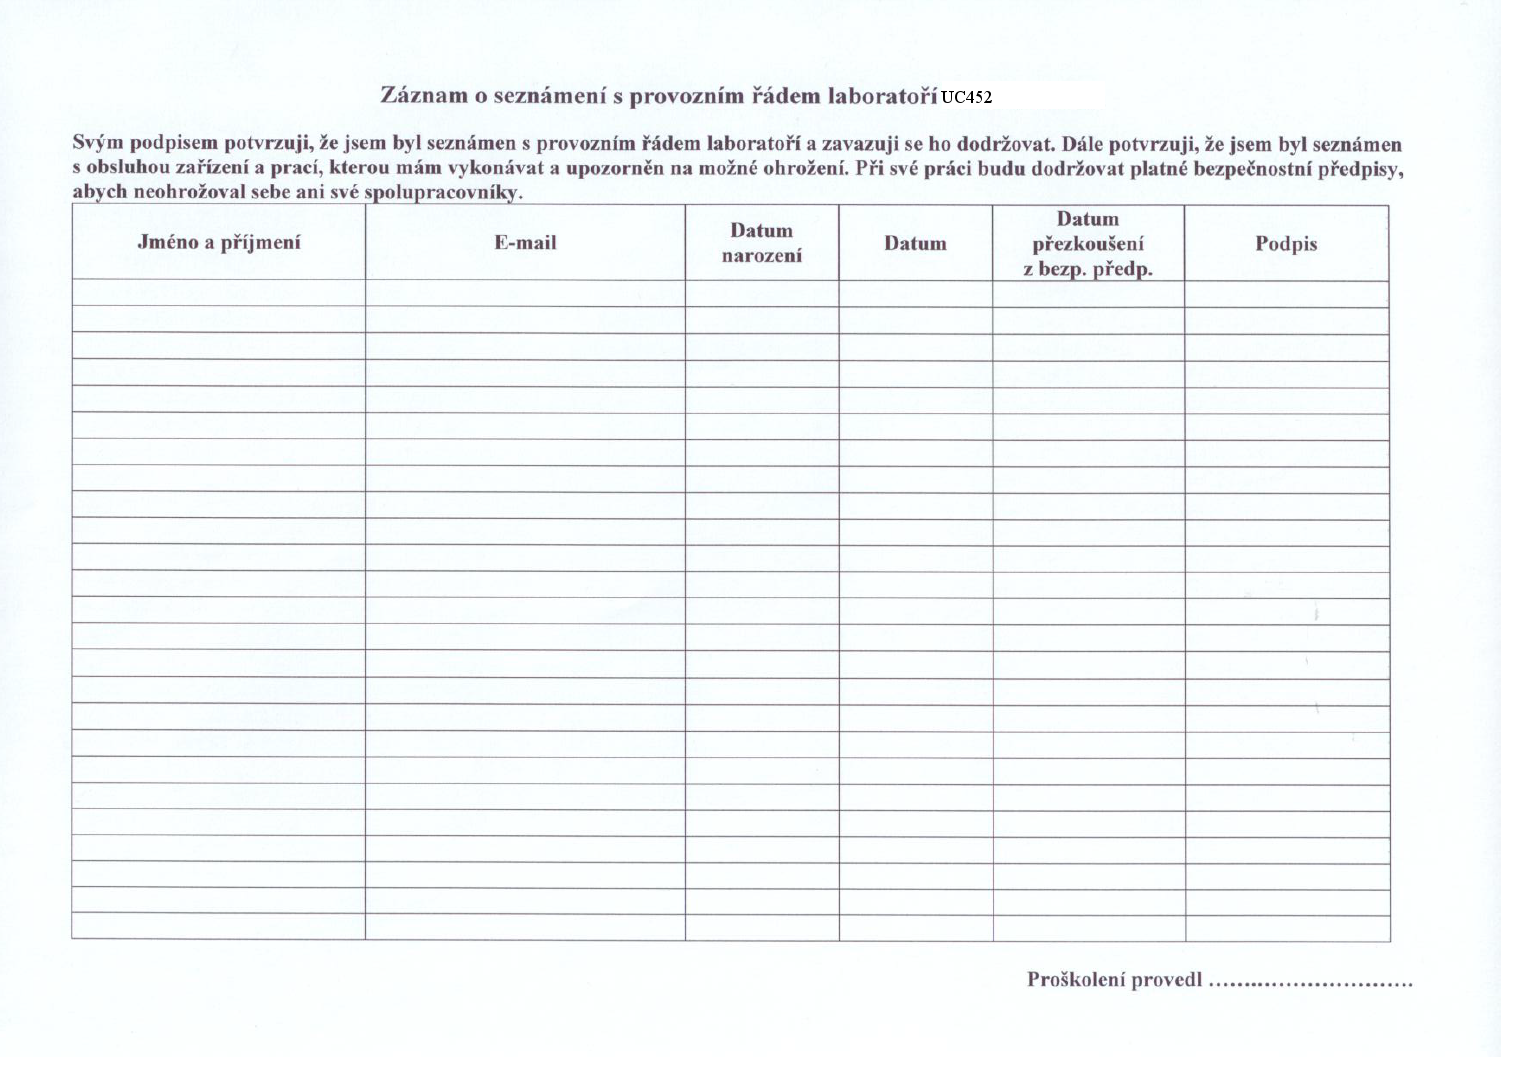 Záznam o seznámení s provozním řádem laboratoří UC452
Svým podpisem potvrzuji, že jsem byl seznámen s provozním řádem laboratoří a zavazuji se ho dodržovat. Dále potvrzuji, že jsem byl seznámen
s obsluhou zařízení a prací, kterou mám vykonávat a upozorněn na možné ohrožení. Při své práci budu dodržovat platné bezpečnostní předpisy,
abych neohrožoval sebe ani své spolupracovníky.
Jméno a příjmení
E-mail
Datum
narození
Datum
Datum
přezkoušení
z bezp. předp.
Podpis
Proškolení provedl ..............................